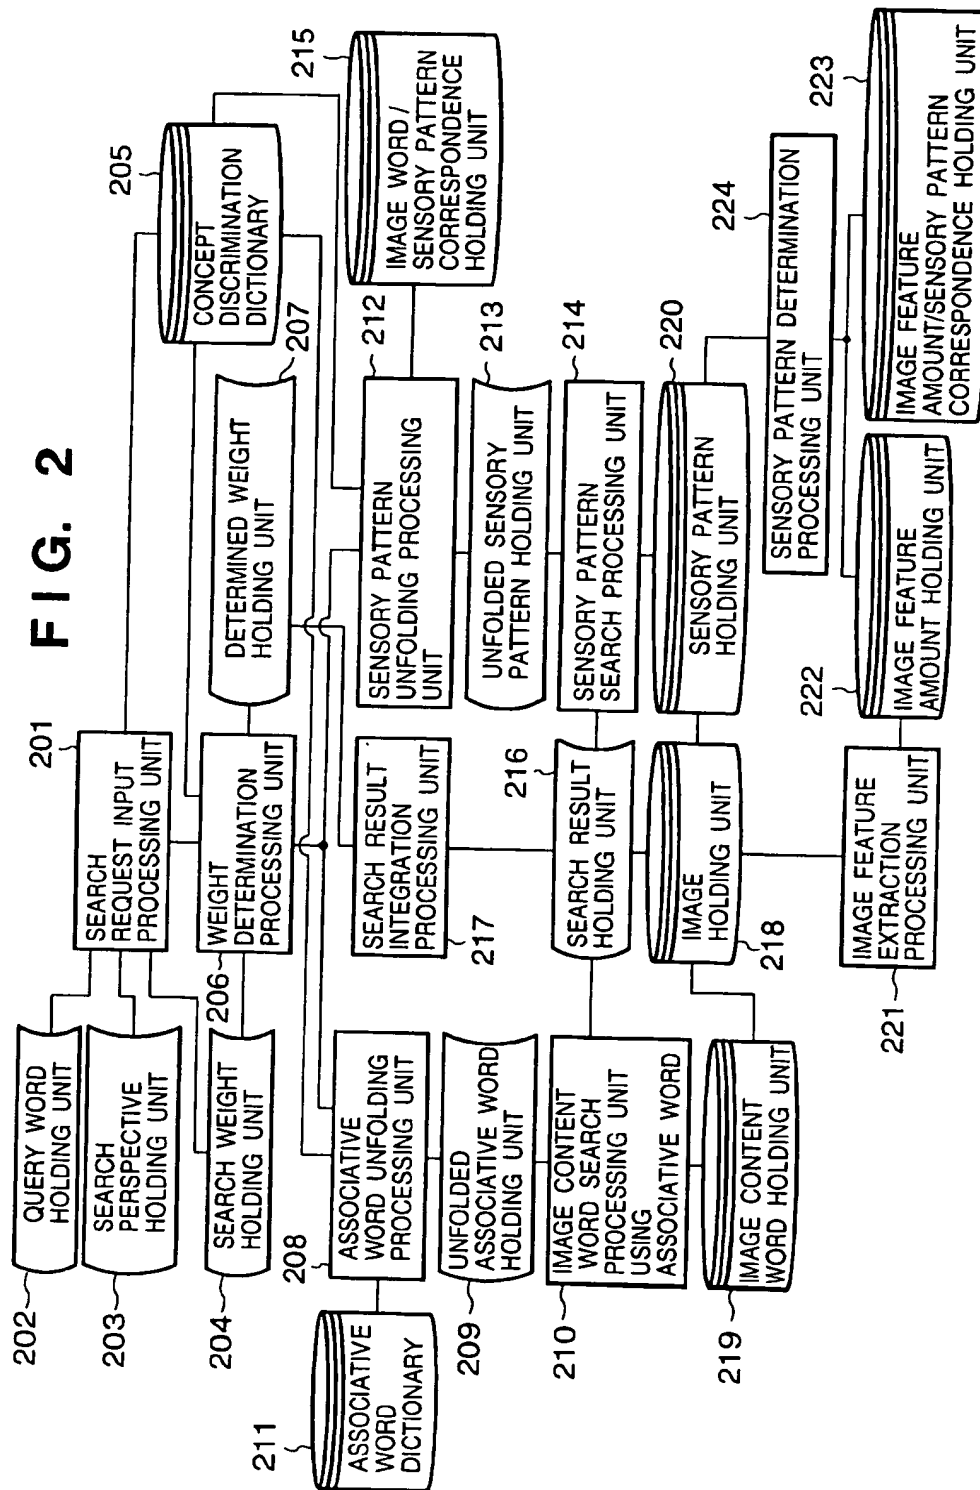 FIG. 2
201
SEARCH
REQUEST INPUT
PROCESSING UNIT
202
QUERY WORD
HOLDING UNIT
203
SEARCH
PERSPECTIVE
HOLDING UNIT
204
SEARCH WEIGHT
HOLDING UNIT
205
CONCEPT
DISCRIMINATION
DICTIONARY
206
WEIGHT
DETERMINATION
PROCESSING UNIT
207
DETERMINED WEIGHT
HOLDING UNIT
211
ASSOCIATIVE
WORD
DICTIONARY
208
ASSOCIATIVE
WORD UNFOLDING
PROCESSING UNIT
SEARCH RESULT
INTEGRATION
PROCESSING UNIT
217
212
SENSORY PATTERN
UNFOLDING PROCESSING
UNIT
215
IMAGE WORD/
SENSORY PATTERN
CORRESPONDENCE
HOLDING UNIT
209
UNFOLDED
ASSOCIATIVE WORD
HOLDING UNIT
213
UNFOLDED SENSORY
PATTERN HOLDING UNIT
210
IMAGE CONTENT
WORD SEARCH
PROCESSING UNIT
USING
ASSOCIATIVE WORD
216
SEARCH RESULT
HOLDING UNIT
214
SENSORY PATTERN
SEARCH PROCESSING UNIT
219
IMAGE CONTENT
WORD HOLDING UNIT
IMAGE
HOLDING UNIT
218
220
SENSORY PATTERN
HOLDING UNIT
224
SENSORY PATTERN DETERMINATION
PROCESSING UNIT
221
IMAGE FEATURE
EXTRACTION
PROCESSING UNIT
222
IMAGE FEATURE
AMOUNT HOLDING UNIT
223
IMAGE FEATURE
AMOUNT/SENSORY PATTERN
CORRESPONDENCE HOLDING UNIT